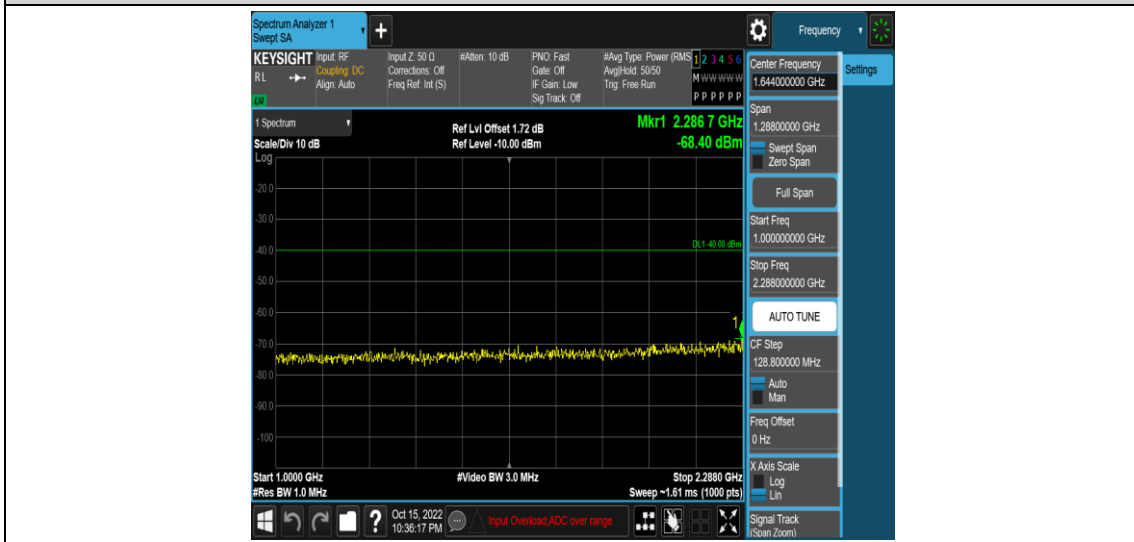 Spectrum Analyzer 1
Swept SA
Frequency
KEYSIGHT
RL
LXI
Input: RF
Coupling: DC
Align: Auto
Input Z: 50 Ω
Corrections: Off
Freq Ref: Int (S)
#Atten: 10 dB
PNO: Fast
Gate: Off
IF Gain: Low
Sig Track: Off
#Avg Type: Power (RMS
Avg|Hold: 50/50
Trig: Free Run
1 2 3 4 5 6
M W W W W W
P P P P P P
1 Spectrum
Scale/Div 10 dB
Log
Ref Lvl Offset 1.72 dB
Ref Level -10.00 dBm
Mkr1 2.286 7 GHz
-68.40 dBm
-20.0
-30.0
DL1 -40.00 dBm
-40.0
-50.0
-60.0
1
-70.0
-80.0
-90.0
-100
Start 1.0000 GHz
#Res BW 1.0 MHz
#Video BW 3.0 MHz
Stop 2.2880 GHz
Sweep ~1.61 ms (1000 pts)
Oct 15, 2022
10:36:17 PM
Input Overload;ADC over range
Center Frequency
1.644000000 GHz
Settings
Span
1.28800000 GHz
Swept Span
Zero Span
Full Span
Start Freq
1.000000000 GHz
Stop Freq
2.288000000 GHz
AUTO TUNE
CF Step
128.800000 MHz
Auto
Man
Freq Offset
0 Hz
X Axis Scale
Log
Lin
Signal Track
(Span Zoom)